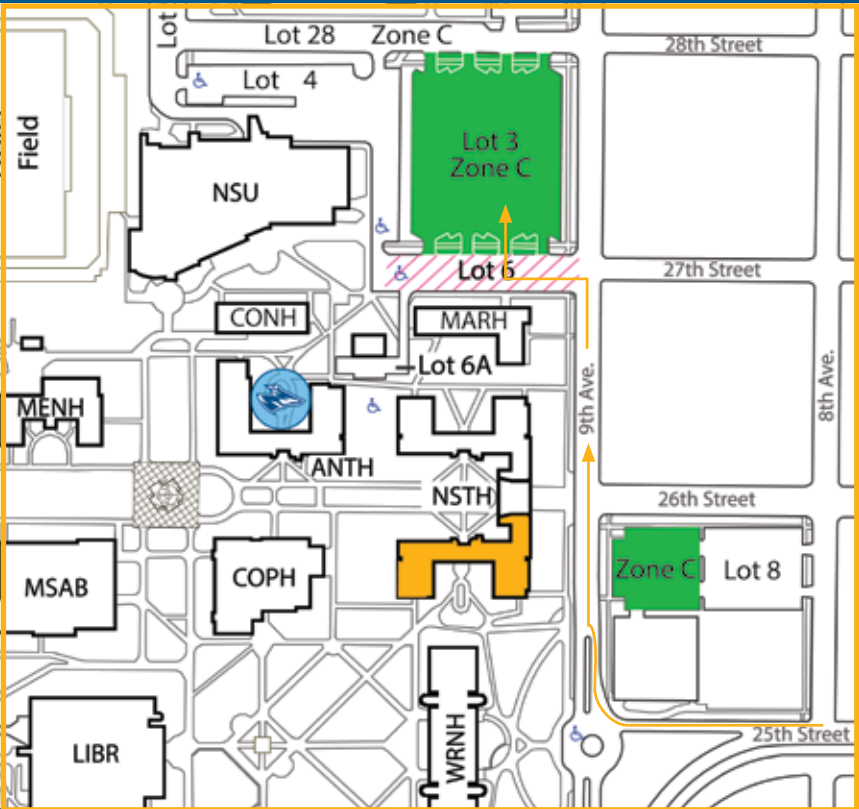 Lot
Lot 28 Zone C
28th Street
Lot 4
Field
Lot 3
Zone C
NSU
Lot 6
27th Street
CONH
MARH
Lot 6A
9th Ave.
8th Ave.
MENH
ANTH
NSTH
26th Street
MSAB
COPH
Zone C
Lot 8
25th Street
LIBR
WRNH